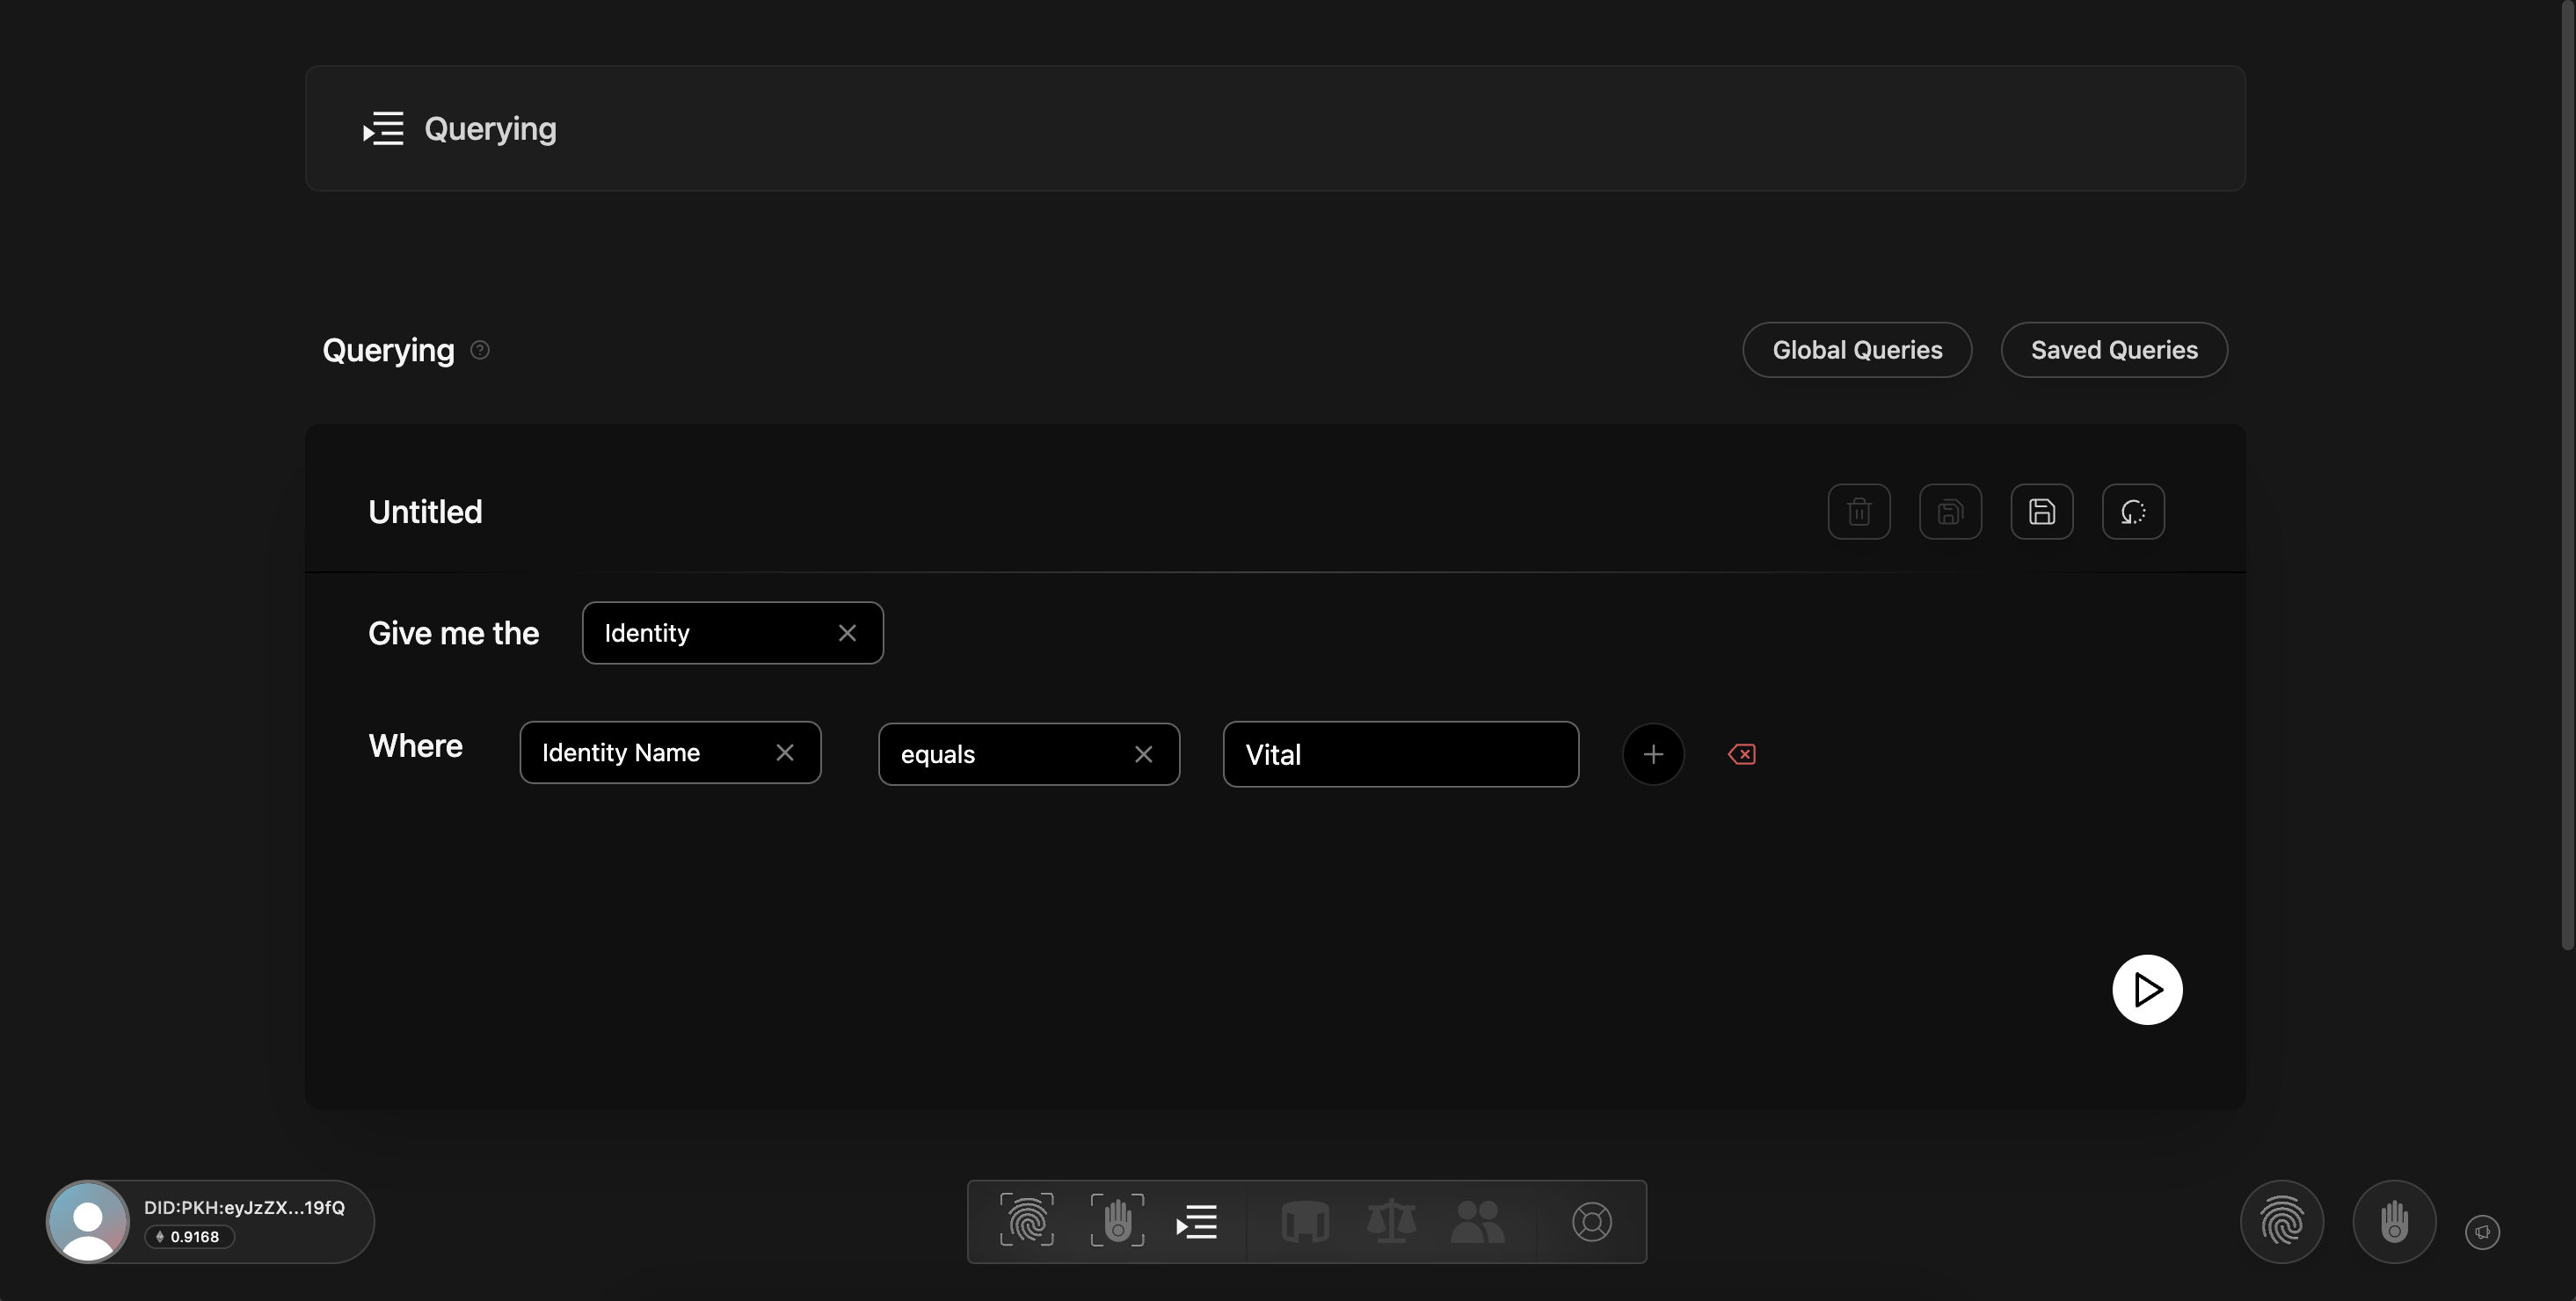 Querying
Querying
Global Queries
Saved Queries
Untitled
Give me the
Identity
Where
Identity Name
equals
Vital
DID:PKH:eyJzZX...19fQ
0.9168